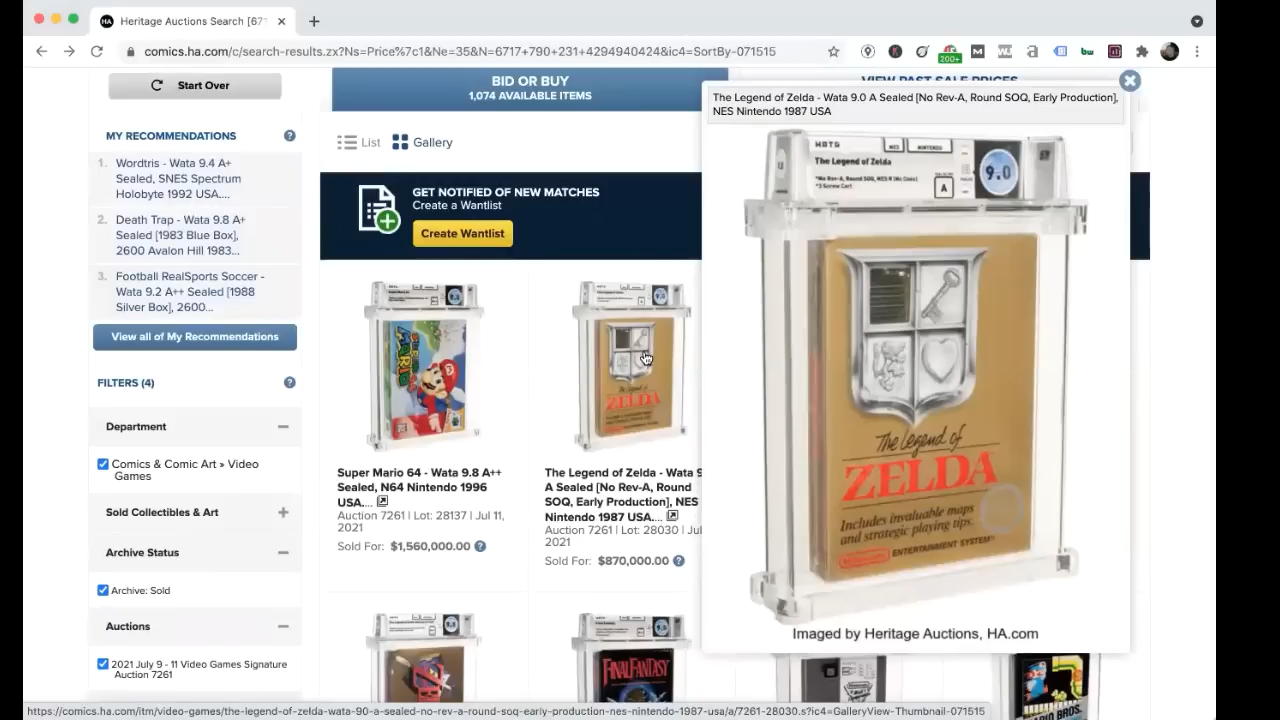 Heritage Auctions Search [67
comics.ha.com/c/search-results.zx?Ns=Price%7c1&Ne=35&N=6717+790+231+4294940424&ic4=SortBy-071515
200+
Start Over
BID OR BUY
1,074 AVAILABLE ITEMS
VIEW PAST SALE PRICES
MY RECOMMENDATIONS
1. Wordtris - Wata 9.4 A+
Sealed, SNES Spectrum
Holobyte 1992 USA....
2. Death Trap - Wata 9.8 A+
Sealed [1983 Blue Box],
2600 Avalon Hill 1983...
3. Football RealSports Soccer -
Wata 9.2 A++ Sealed [1988
Silver Box], 2600...
View all of My Recommendations
FILTERS (4)
Department
Comics & Comic Art » Video
Games
Sold Collectibles & Art
Archive Status
Archive: Sold
Auctions
2021 July 9 - 11 Video Games Signature
Auction 7261
List
Gallery
GET NOTIFIED OF NEW MATCHES
Create a Wantlist
Create Wantlist
Super Mario 64 - Wata 9.8 A++
Sealed, N64 Nintendo 1996
USA....
Auction 7261 | Lot: 28137 | Jul 11,
2021
Sold For: $1,560,000.00
The Legend of Zelda - Wata 9
A Sealed [No Rev-A, Round
SOQ, Early Production], NES
Nintendo 1987 USA....
Auction 7261 | Lot: 28030 | Jul
2021
Sold For: $870,000.00
FINAL FANTASY
The Legend of Zelda - Wata 9.0 A Sealed [No Rev-A, Round SOQ, Early Production],
NES Nintendo 1987 USA
WATA
NES
NINTENDO
The Legend of Zelda
9.0
A
The Legend of
ZELDA
Includes invaluable maps
and strategic playing tips.
Nintendo ENTERTAINMENT SYSTEM
Imaged by Heritage Auctions, HA.com
https://comics.ha.com/itm/video-games/the-legend-of-zelda-wata-90-a-sealed-no-rev-a-round-soq-early-production-nes-nintendo-1987-usa/a/7261-28030.s?ic4=GalleryView-Thumbnail-071515